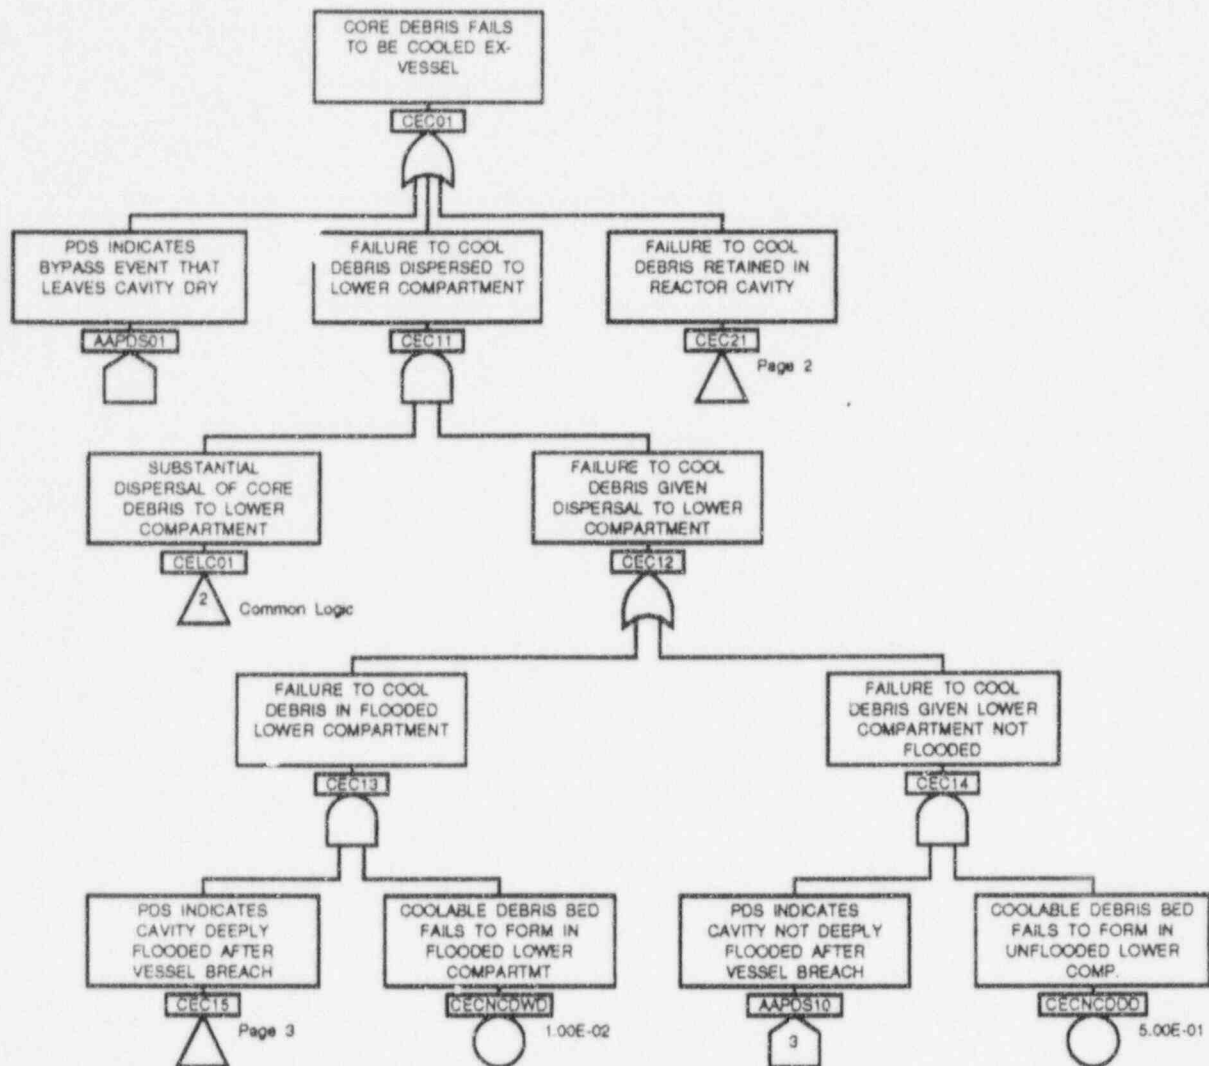 CORE DEBRIS FAILS
TO BE COOLED EX-
VESSEL
CEC01
PDS INDICATES
BYPASS EVENT THAT
LEAVES CAVITY DRY
AAPDS01
FAILURE TO COOL
DEBRIS DISPERSED TO
LOWER COMPARTMENT
CEC11
FAILURE TO COOL
DEBRIS RETAINED IN
REACTOR CAVITY
CEC21
Page 2
SUBSTANTIAL
DISPERSAL OF CORE
DEBRIS TO LOWER
COMPARTMENT
CELC01
2
Common Logic
FAILURE TO COOL
DEBRIS GIVEN
DISPERSAL TO LOWER
COMPARTMENT
CEC12
FAILURE TO COOL
DEBRIS IN FLOODED
LOWER COMPARTMENT
CEC13
FAILURE TO COOL
DEBRIS GIVEN LOWER
COMPARTMENT NOT
FLOODED
CEC14
PDS INDICATES
CAVITY DEEPLY
FLOODED AFTER
VESSEL BREACH
CEC15
Page 3
COOLABLE DEBRIS BED
FAILS TO FORM IN
FLOODED LOWER
COMPARTMT
CECNCDWD
1.00E-02
PDS INDICATES
CAVITY NOT DEEPLY
FLOODED AFTER
VESSEL BREACH
AAPDS10
3
COOLABLE DEBRIS BED
FAILS TO FORM IN
UNFLOODED LOWER
COMP.
CECNCDDD
5.00E-01